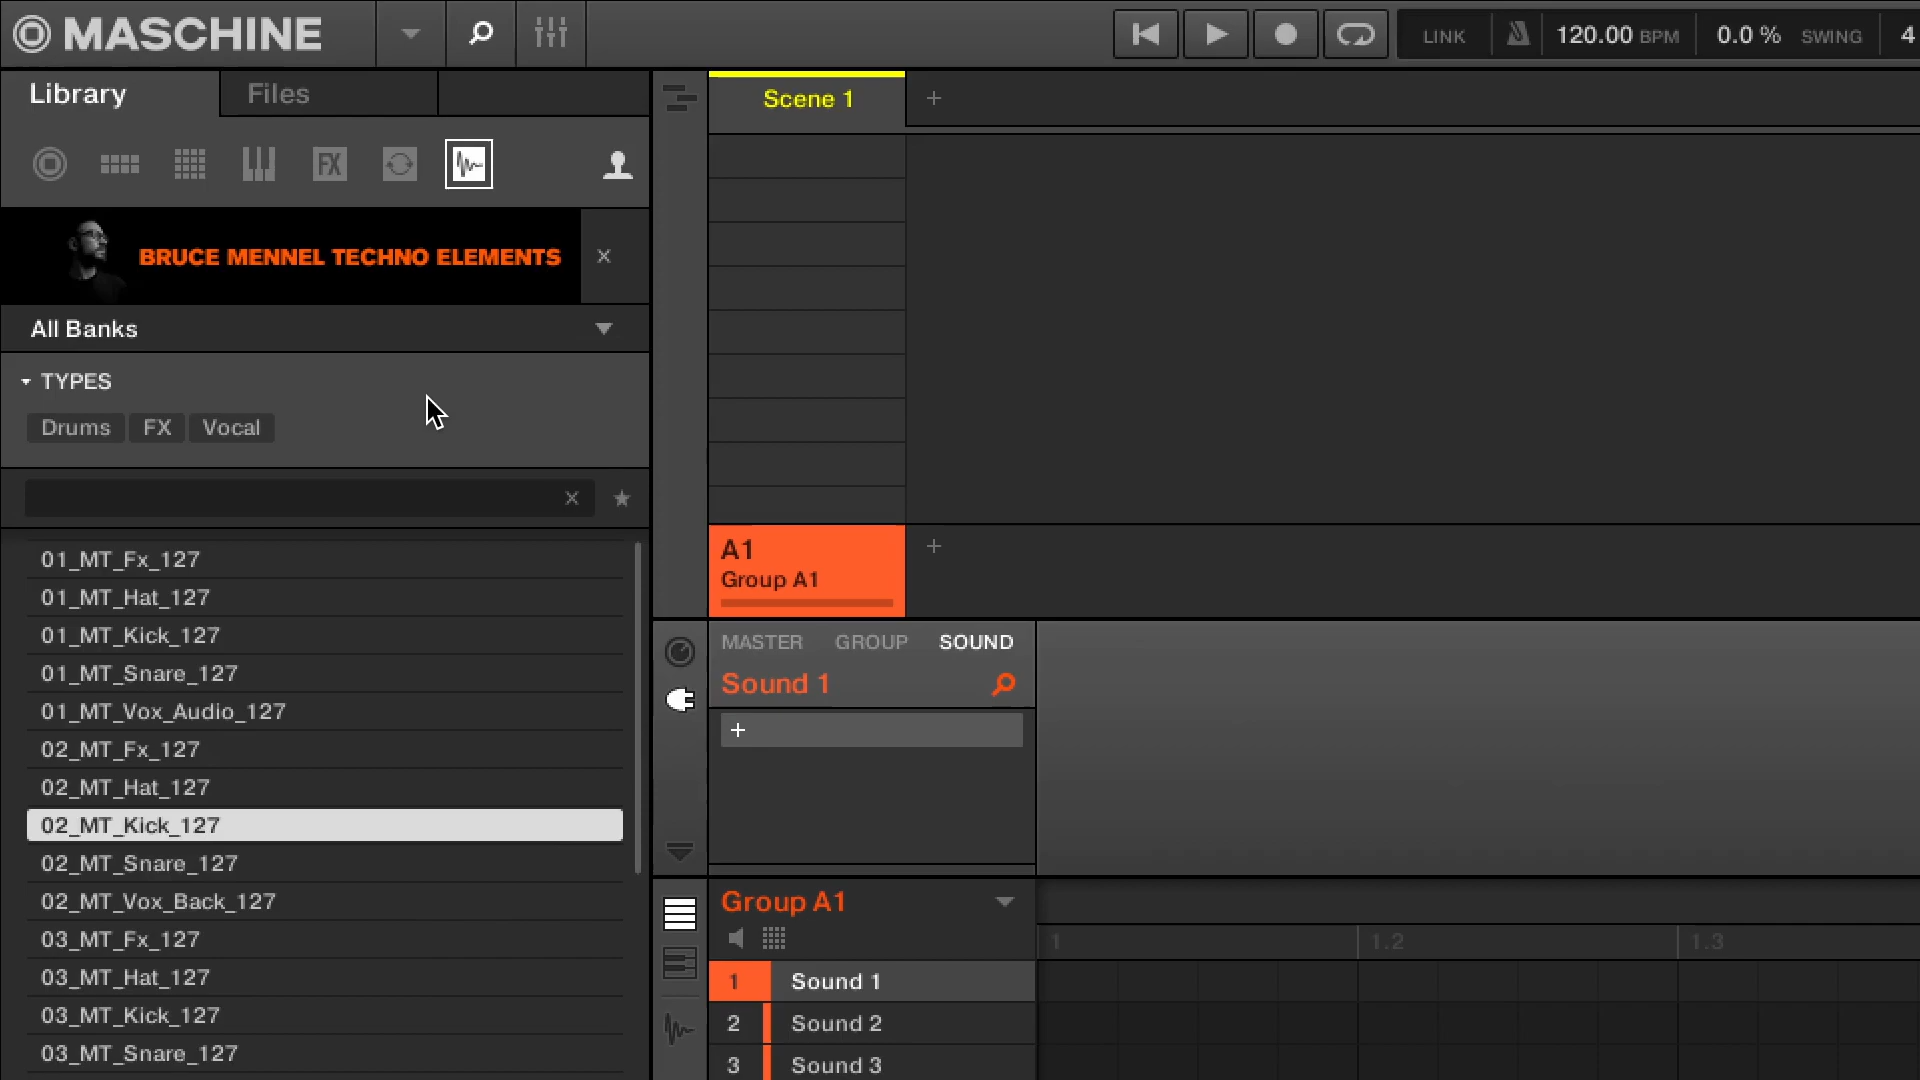 MASCHINE
LINK 120.00 BPM 0.0 % SWING 4
Library Files
Scene 1 +
FX
BRUCE MENNEL TECHNO ELEMENTS
All Banks
TYPES
Drums FX Vocal
01_MT_Fx_127
01_MT_Hat_127
01_MT_Kick_127
01_MT_Snare_127
01_MT_Vox_Audio_127
02_MT_Fx_127
02_MT_Hat_127
02_MT_Kick_127
02_MT_Snare_127
02_MT_Vox_Back_127
03_MT_Fx_127
03_MT_Hat_127
03_MT_Kick_127
03_MT_Snare_127
A1 +
Group A1
MASTER GROUP SOUND
Sound 1
+
Group A1
1 1.2 1.3
1 Sound 1
2 Sound 2
3 Sound 3